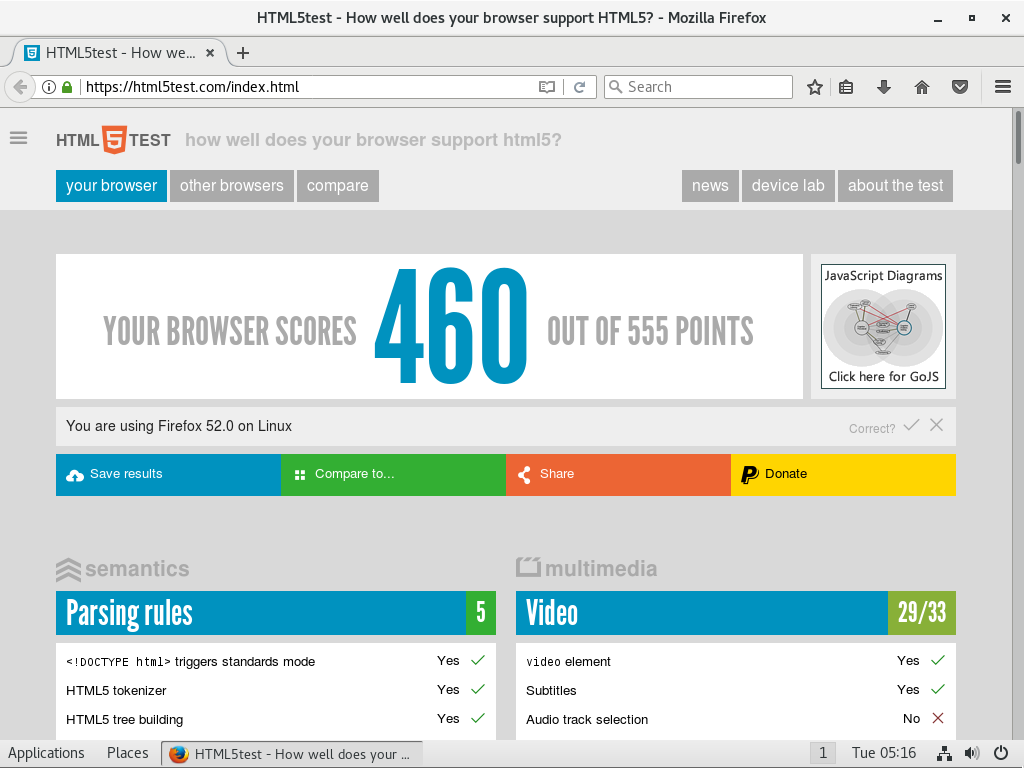 HTML5test - How well does your browser support HTML5? - Mozilla Firefox
HTML5test - How we...
https://html5test.com/index.html
Search
HTML 5 TEST how well does your browser support html5?
your browser other browsers compare news device lab about the test
YOUR BROWSER SCORES 460 OUT OF 555 POINTS
JavaScript Diagrams
Click here for GoJS
You are using Firefox 52.0 on Linux
Correct?
Save results Compare to... Share Donate
semantics
Parsing rules 5
<!DOCTYPE html> triggers standards mode Yes
HTML5 tokenizer Yes
HTML5 tree building Yes
multimedia
Video 29/33
video element Yes
Subtitles Yes
Audio track selection No
Applications Places HTML5test - How well does your ... 1 Tue 05:16